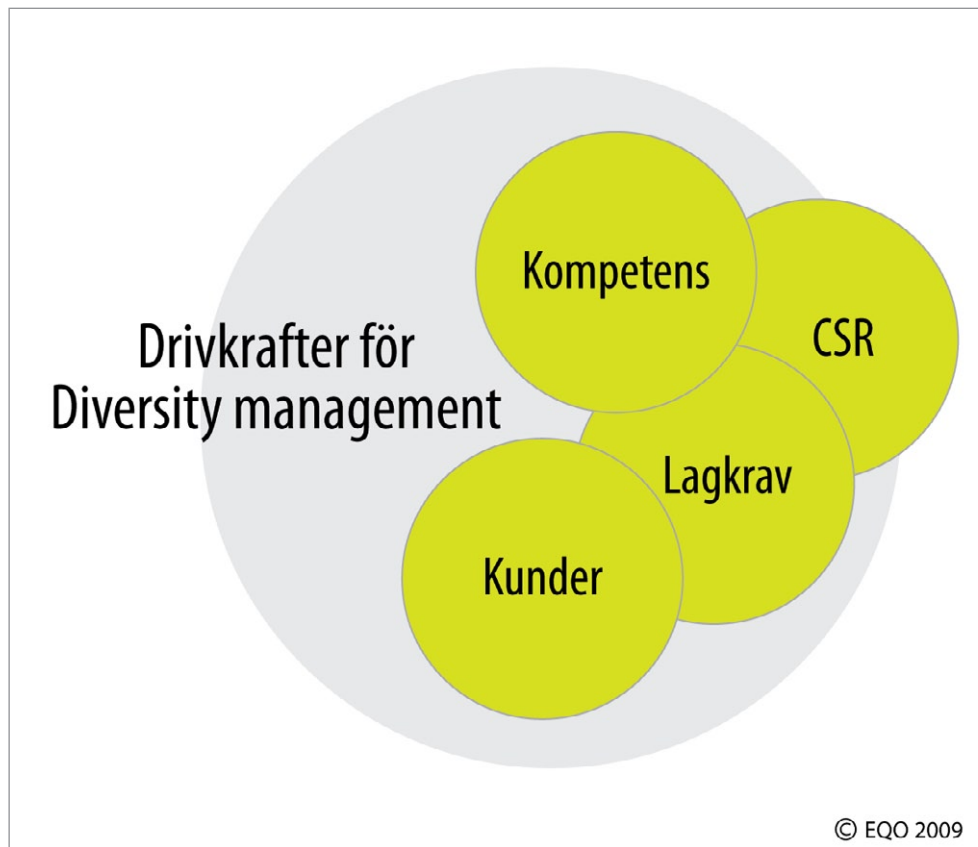 Kompetens
CSR
Drivkrafter för
Diversity management
Lagkrav
Kunder
© EQO 2009